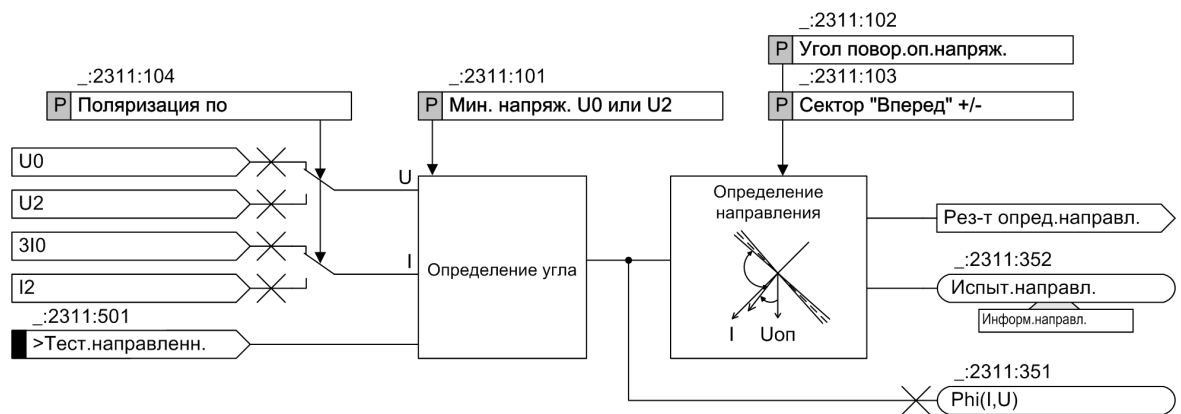 _:2311:102
P Угол повор.оп.напряж.
_:2311:104
_:2311:101
_:2311:103
P Поляризация по
P Мин. напряж. U0 или U2
P Сектор "Вперед" +/-
U0
U
U2
3I0
I
I2
Определение угла
Определение
направления
I Uоп
Рез-т опред.направл.
_:2311:352
Испыт.направл.
Информ.направл.
_:2311:501
>Тест.направленн.
_:2311:351
Phi(I,U)